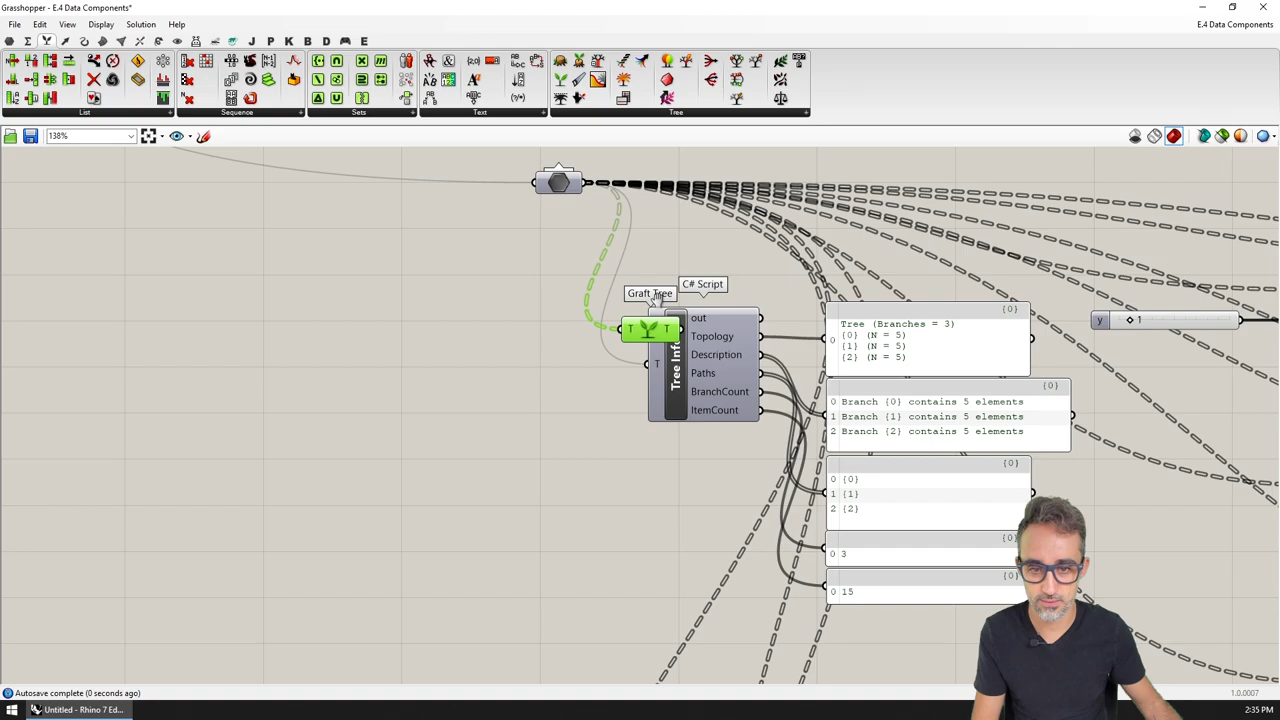 Grasshopper - E.4 Data Components*
File Edit View Display Solution Help
E.4 Data Components
J P K B D E
List Sequence Sets Text Tree
138%
Graft Tree
C# Script
T T
T
Tree Info
out
Topology
Description
Paths
BranchCount
ItemCount
{0}
0
Tree (Branches = 3)
{0} (N = 5)
{1} (N = 5)
{2} (N = 5)
{0}
0 Branch {0} contains 5 elements
1 Branch {1} contains 5 elements
2 Branch {2} contains 5 elements
{0}
0 {0}
1 {1}
2 {2}
{0}
0 3
{0}
0 15
y 1
Autosave complete (0 seconds ago)
1.0.0007
Untitled - Rhino 7 Ed...
2:35 PM